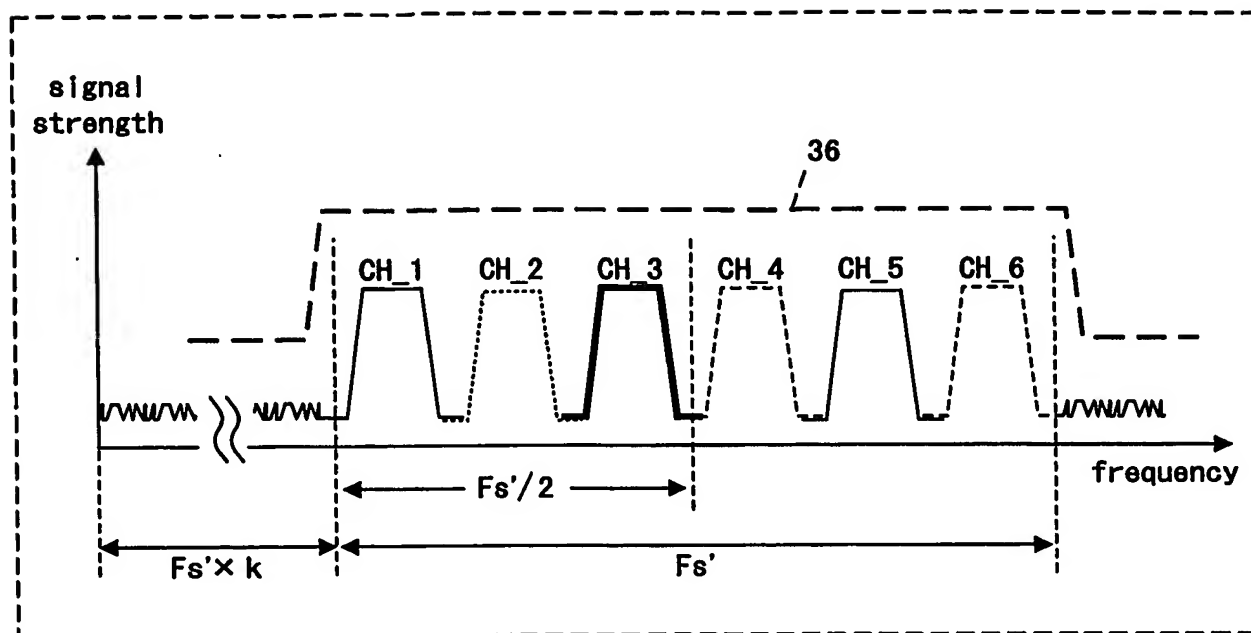 signal
strength
36
CH_1 CH_2 CH_3 CH_4 CH_5 CH_6
frequency
Fs'/2
Fs'× k
Fs'